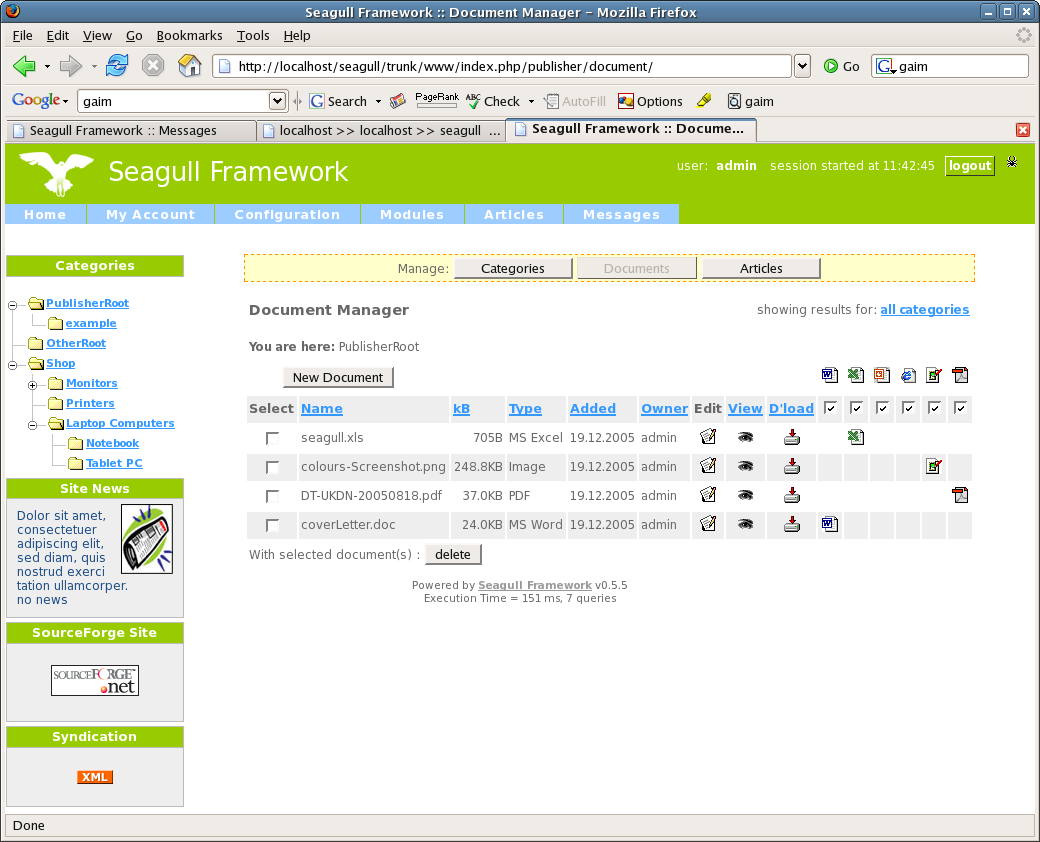 Seagull Framework :: Document Manager - Mozilla Firefox
File Edit View Go Bookmarks Tools Help
http://localhost/seagull/trunk/www/index.php/publisher/document/ Go G gaim
Google gaim G Search PageRank ABC Check AutoFill Options gaim
Seagull Framework :: Messages localhost >> localhost >> seagull ... Seagull Framework :: Docume...
Seagull Framework user: admin session started at 11:42:45 logout
Home My Account Configuration Modules Articles Messages
Categories
PublisherRoot
example
OtherRoot
Shop
Monitors
Printers
Laptop Computers
Notebook
Tablet PC
Site News
Dolor sit amet,
consectetuer
adipiscing elit,
sed diam, quis
nostrud exerci
tation ullamcorper.
no news
SourceForge Site
SOURCEFORGE
.net
Syndication
XML
Manage: Categories Documents Articles
Document Manager showing results for: all categories
You are here: PublisherRoot
New Document
Select Name kB Type Added Owner Edit View D'load
seagull.xls 705B MS Excel 19.12.2005 admin
colours-Screenshot.png 248.8KB Image 19.12.2005 admin
DT-UKDN-20050818.pdf 37.0KB PDF 19.12.2005 admin
coverLetter.doc 24.0KB MS Word 19.12.2005 admin
With selected document(s) : delete
Powered by Seagull Framework v0.5.5
Execution Time = 151 ms, 7 queries
Done